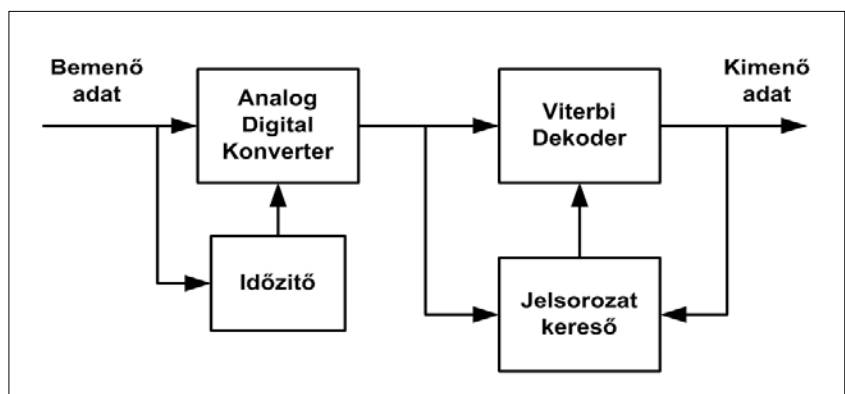 Bemenő
adat
Analog
Digital
Konverter
Viterbi
Dekoder
Kimenő
adat
Időzitő
Jelsorozat
kereső